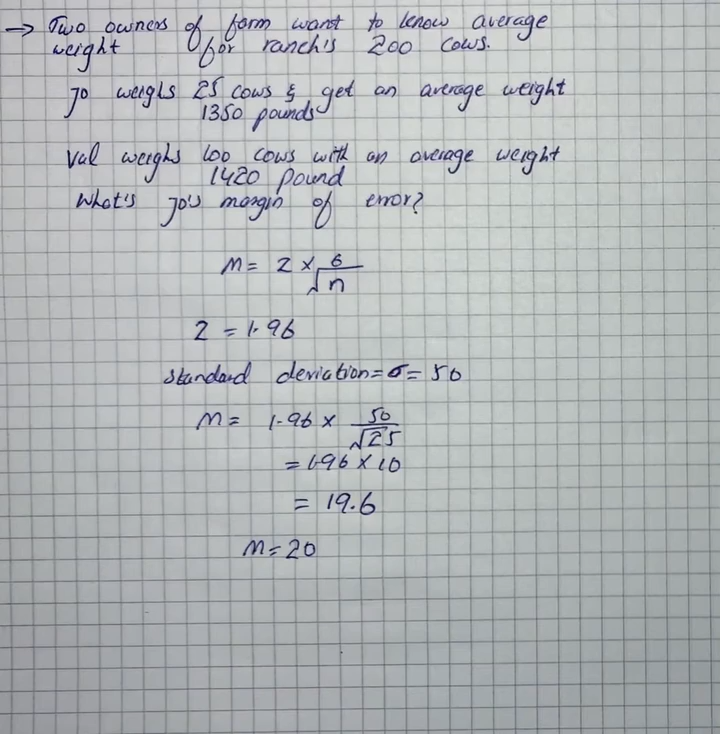 → Two owners of farm want to know average
weight for ranch's 200 cows.
Jo weighs 25 cows & get an average weight
1350 pounds
Val weighs 100 cows with an average weight
1420 pound
What's Jo's margin of error?
M = Z × σ/√n
Z = 1.96
Standard deviation = σ = 50
M = 1.96 × 50/√25
= 1.96 × 10
= 19.6
M = 20